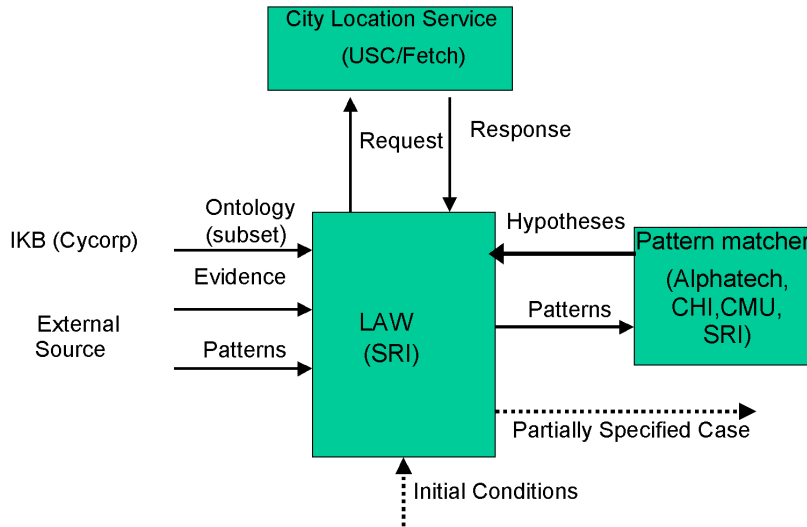 City Location Service
(USC/Fetch)
Request
Response
IKB (Cycorp)
Ontology
(subset)
Evidence
External
Source
Patterns
LAW
(SRI)
Hypotheses
Patterns
Pattern matcher
(Alphatech,
CHI,CMU,
SRI)
Partially Specified Case
Initial Conditions